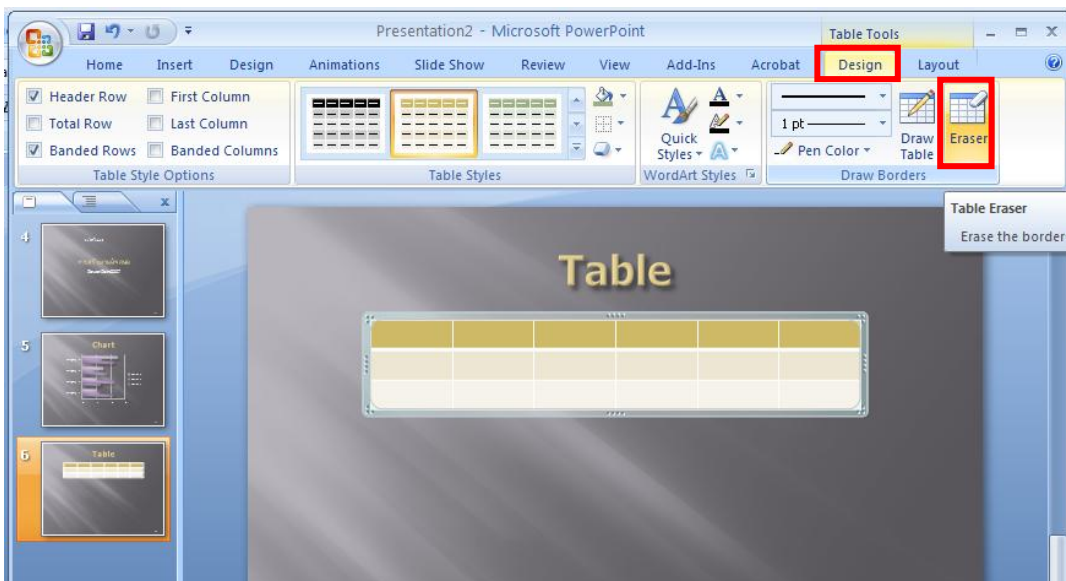 Presentation2 - Microsoft PowerPoint
Table Tools
Home Insert Design Animations Slide Show Review View Add-Ins Acrobat Design Layout
Header Row
First Column
Total Row
Last Column
Banded Rows
Banded Columns
Table Style Options
Table Styles
Quick Styles
WordArt Styles
1 pt
Pen Color
Draw Table
Eraser
Draw Borders
Table Eraser
Erase the border
4
5
Chart
6
Table
Table